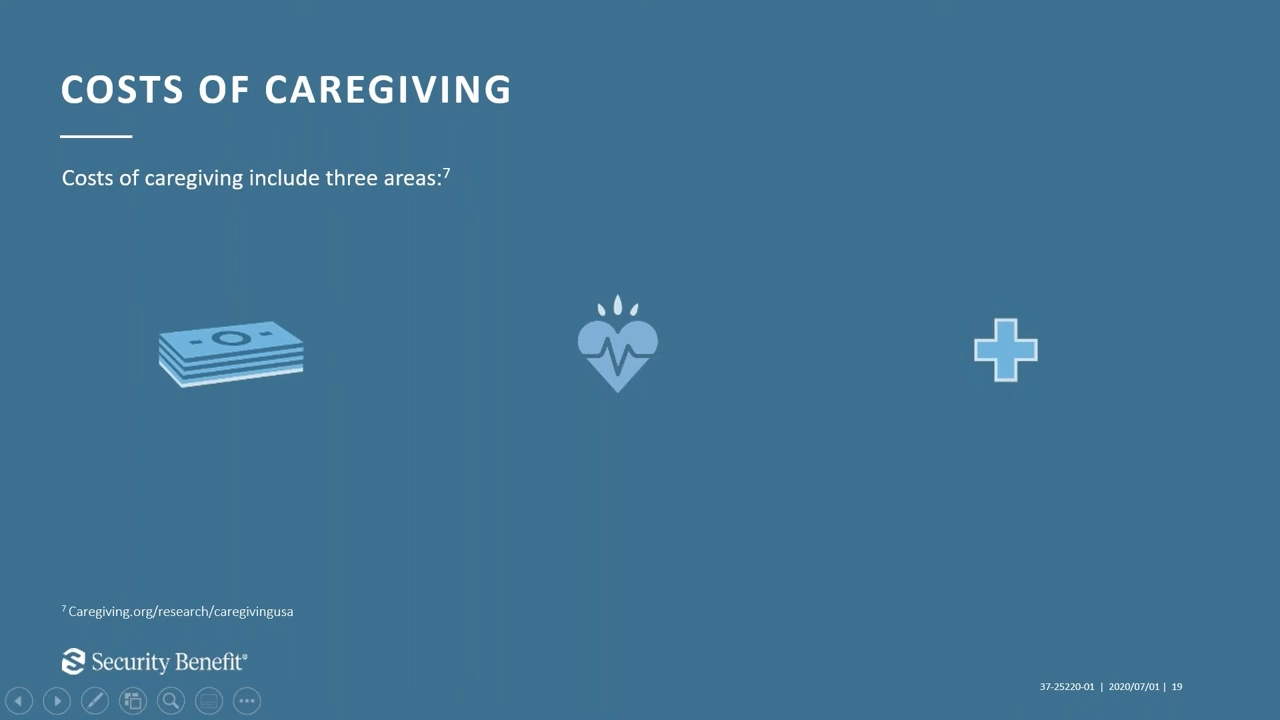 COSTS OF CAREGIVING
Costs of caregiving include three areas:⁷
⁷ Caregiving.org/research/caregivingusa
Security Benefit®
37-25220-01 | 2020/07/01 | 19